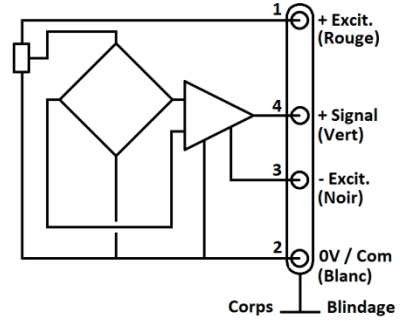 1 + Excit.
(Rouge)
4 + Signal
(Vert)
3 - Excit.
(Noir)
2 0V / Com
(Blanc)
Corps Blindage